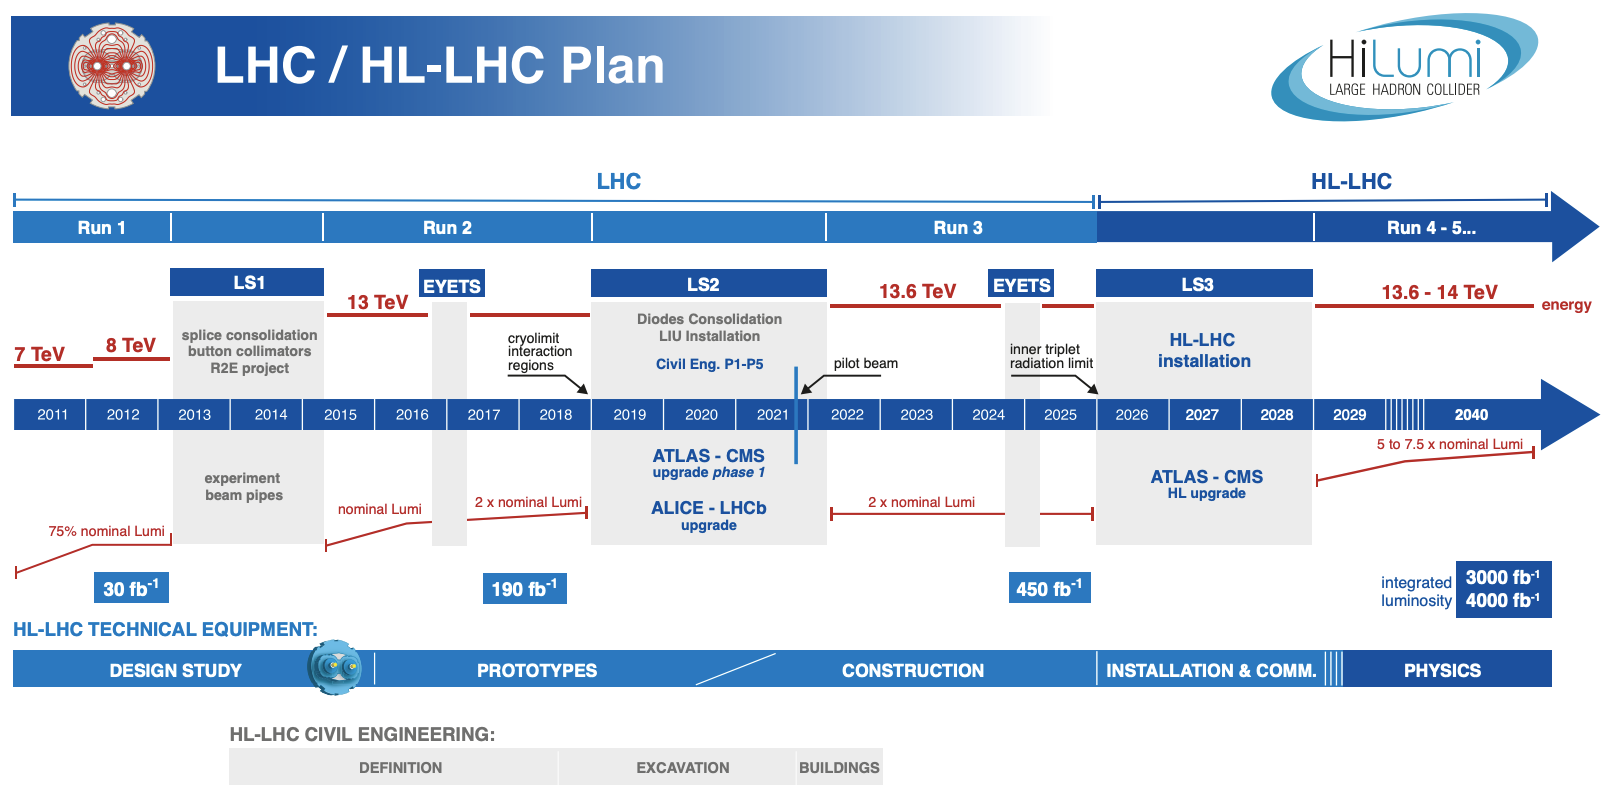 LHC / HL-LHC Plan
HiLumi
LARGE HADRON COLLIDER
LHC
HL-LHC
Run 1
Run 2
Run 3
Run 4 - 5...
LS1
EYETS
LS2
EYETS
LS3
7 TeV
8 TeV
13 TeV
13.6 TeV
13.6 - 14 TeV
energy
splice consolidation
button collimators
R2E project
cryolimit
interaction
regions
Diodes Consolidation
LIU Installation
Civil Eng. P1-P5
pilot beam
inner triplet
radiation limit
HL-LHC
installation
2011 2012 2013 2014 2015 2016 2017 2018 2019 2020 2021 2022 2023 2024 2025 2026 2027 2028 2029 2040
experiment
beam pipes
ATLAS - CMS
upgrade phase 1
ALICE - LHCb
upgrade
ATLAS - CMS
HL upgrade
75% nominal Lumi
nominal Lumi
2 x nominal Lumi
2 x nominal Lumi
5 to 7.5 x nominal Lumi
30 fb-1
190 fb-1
450 fb-1
integrated
luminosity
3000 fb-1
4000 fb-1
HL-LHC TECHNICAL EQUIPMENT:
DESIGN STUDY
PROTOTYPES
CONSTRUCTION
INSTALLATION & COMM.
PHYSICS
HL-LHC CIVIL ENGINEERING:
DEFINITION
EXCAVATION
BUILDINGS